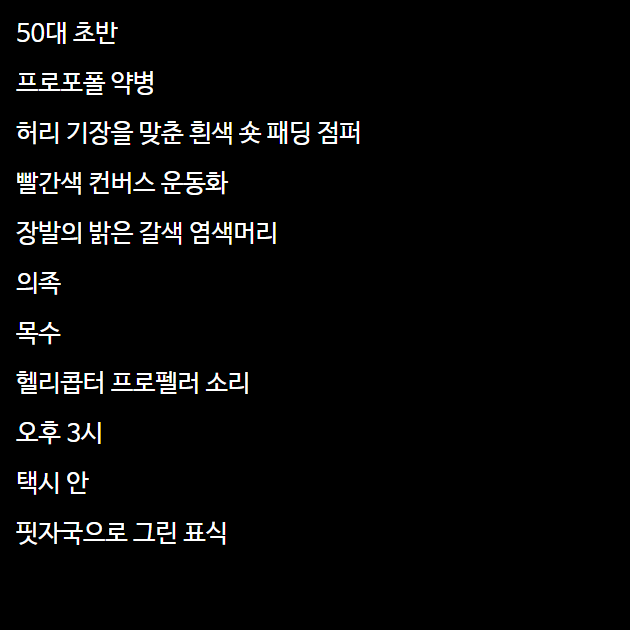 50대 초반
프로포폴 약병
허리 기장을 맞춘 흰색 숏 패딩 점퍼
빨간색 컨버스 운동화
장발의 밝은 갈색 염색머리
의족
목수
헬리콥터 프로펠러 소리
오후 3시
택시 안
핏자국으로 그린 표식